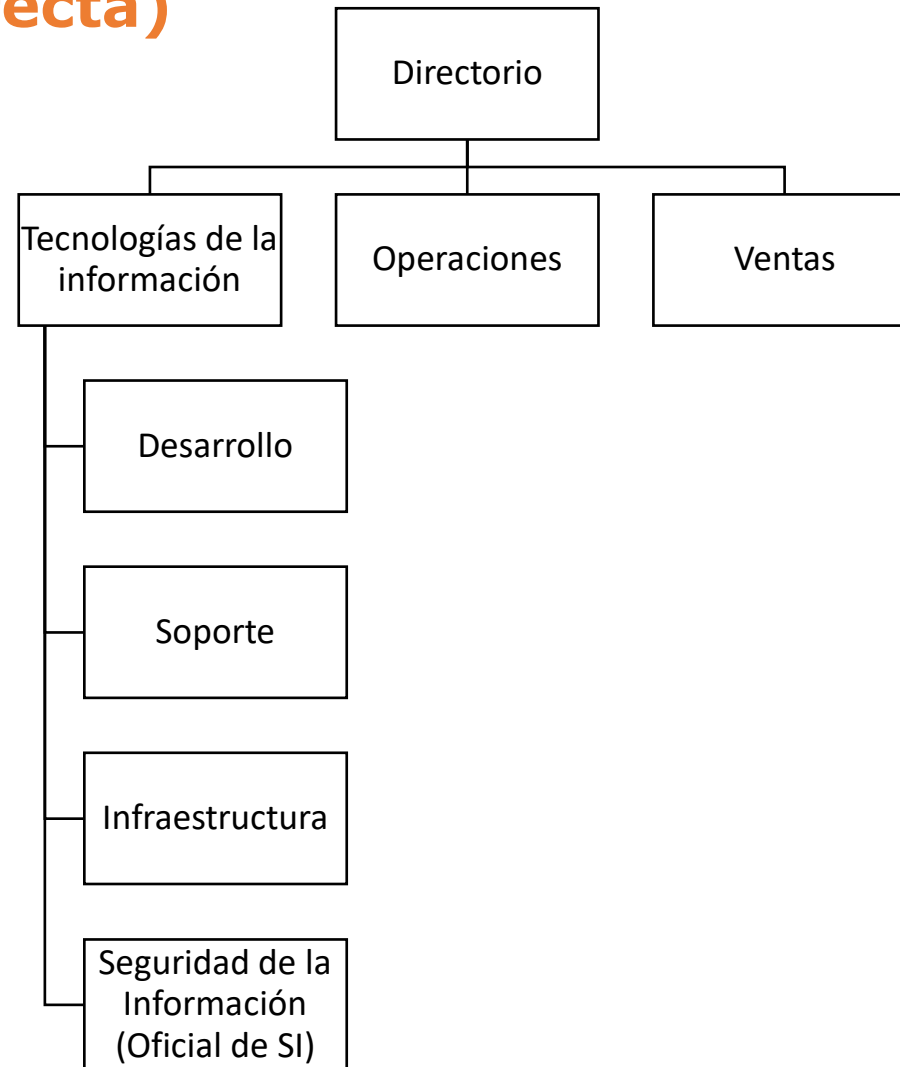 ecta)
Directorio
Tecnologías de la
información
Operaciones
Ventas
Desarrollo
Soporte
Infraestructura
Seguridad de la
Información
(Oficial de SI)